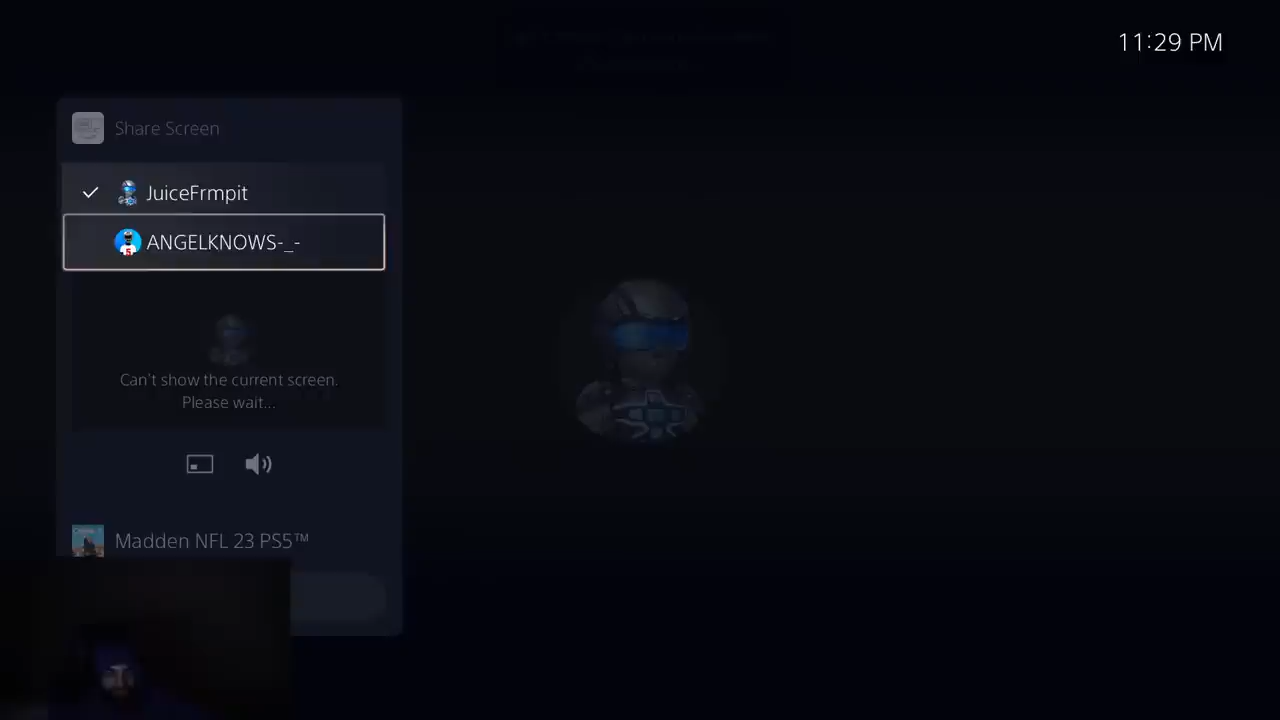 11:29 PM
Share Screen
JuiceFrmpit
ANGELKNOWS-_-
Can't show the current screen.
Please wait...
Madden NFL 23 PS5™